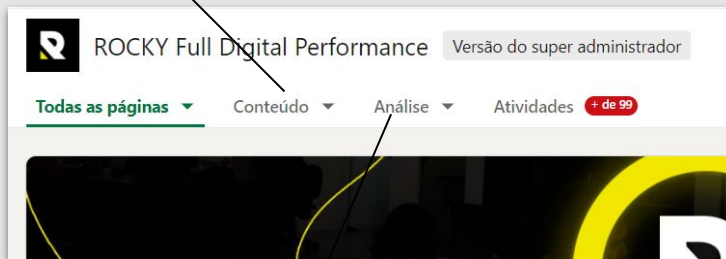 ROCKY Full Digital Performance Versão do super administrador
Todas as páginas Conteúdo Análise Atividades + de 99